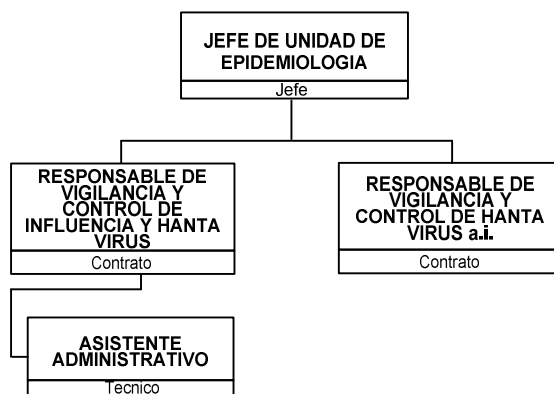 JEFE DE UNIDAD DE
EPIDEMIOLOGIA
Jefe
RESPONSABLE DE
VIGILANCIA Y
CONTROL DE
INFLUENCIA Y HANTA
VIRUS
Contrato
RESPONSABLE DE
VIGILANCIA Y
CONTROL DE HANTA
VIRUS a.i.
Contrato
ASISTENTE
ADMINISTRATIVO
Tecnico